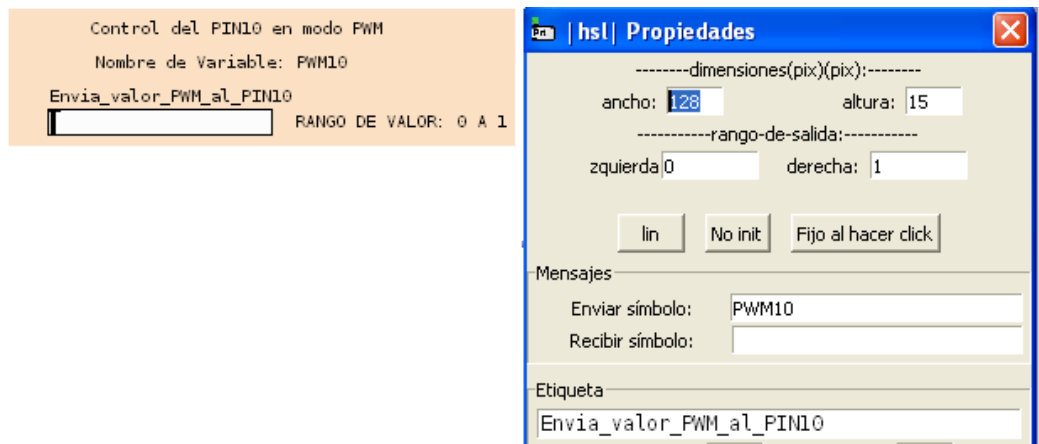 Control del PIN10 en modo PWM
Nombre de Variable: PWM10
Envia_valor_PWM_al_PIN10
RANGO DE VALOR: 0 A 1
|hsl| Propiedades
--------dimensiones(pix)(pix):--------
ancho: 128 altura: 15
-----------rango-de-salida:-----------
zquierda 0 derecha: 1
lin No init Fijo al hacer click
Mensajes
Enviar símbolo: PWM10
Recibir símbolo:
Etiqueta
Envia_valor_PWM_al_PIN10